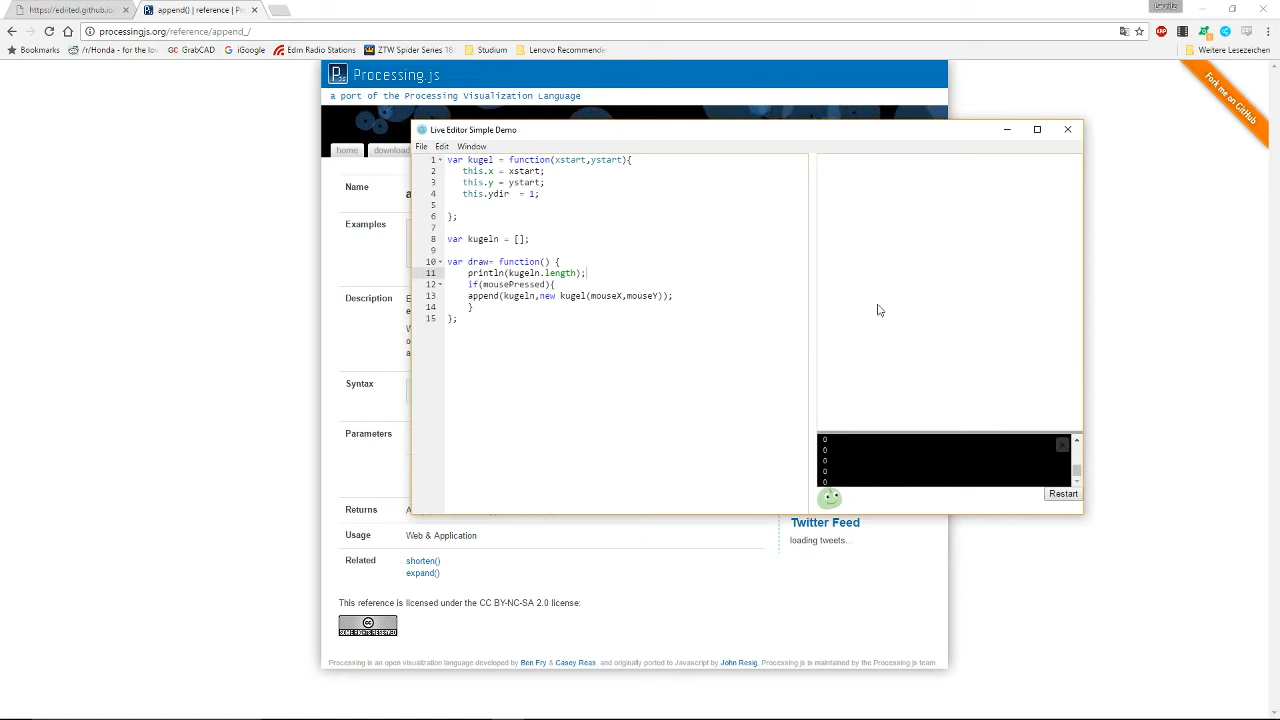 https://ediited.github.io
append() | reference | Pr
processingjs.org/reference/append_/
Bookmarks
/r/Honda - for the lov
GrabCAD
iGoogle
Edm Radio Stations
ZTW Spider Series 18
Studium
Lenovo Recommende
Weitere Lesezeichen
Processing.js
a port of the Processing Visualization Language
Fork me on GitHub
home
download
Live Editor Simple Demo
File Edit Window
1 var kugel = function(xstart,ystart){
2 this.x = xstart;
3 this.y = ystart;
4 this.ydir = 1;
5
6 };
7
8 var kugeln = [];
9
10 var draw= function() {
11 println(kugeln.length);
12 if(mousePressed){
13 append(kugeln,new kugel(mouseX,mouseY));
14 }
15 };
0
0
0
0
0
Restart
Name
Examples
Description
Syntax
Parameters
Returns
Usage Web & Application
Related shorten()
expand()
Twitter Feed
loading tweets...
This reference is licensed under the CC BY-NC-SA 2.0 license:
Processing is an open visualization language developed by Ben Fry & Casey Reas, and originally ported to Javascript by John Resig, Processing js is maintained by the Processing js team.